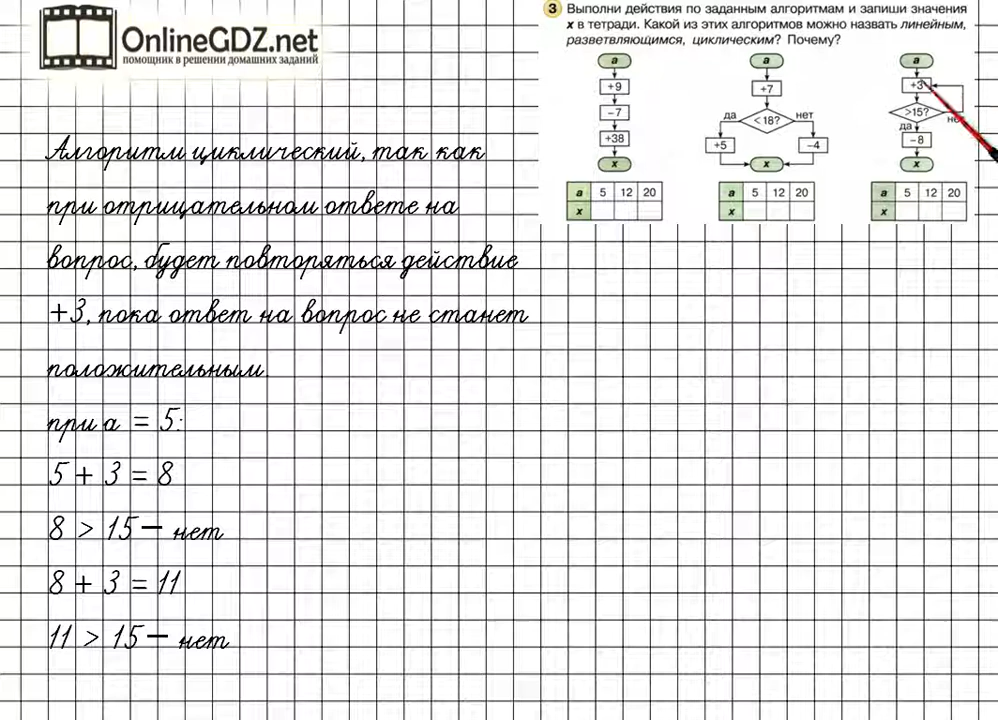 OnlineGDZ.net
помощник в решении домашних заданий
3 Выполни действия по заданным алгоритмам и запиши значения
x в тетради. Какой из этих алгоритмов можно назвать линейным,
разветвляющимся, циклическим? Почему?
a
+9
-7
+38
x
a 5 12 20
x
a
+7
< 18?
да
нет
+5
-4
x
a 5 12 20
x
a
+3
>15?
да
-8
x
a 5 12 20
x
Алгоритм циклический, так как
при отрицательном ответе на
вопрос, будет повторяться действие
+3, пока ответ на вопрос не станет
положительным.
при a = 5:
5 + 3 = 8
8 > 15 — нет
8 + 3 = 11
11 > 15 — нет